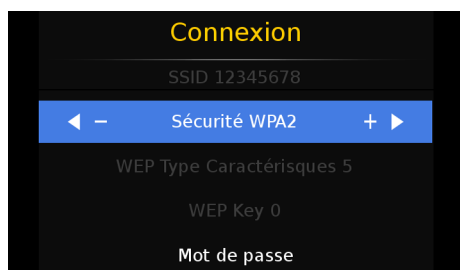 Connexion
SSID 12345678
− Sécurité WPA2 +
WEP Type Caractérisques 5
WEP Key 0
Mot de passe